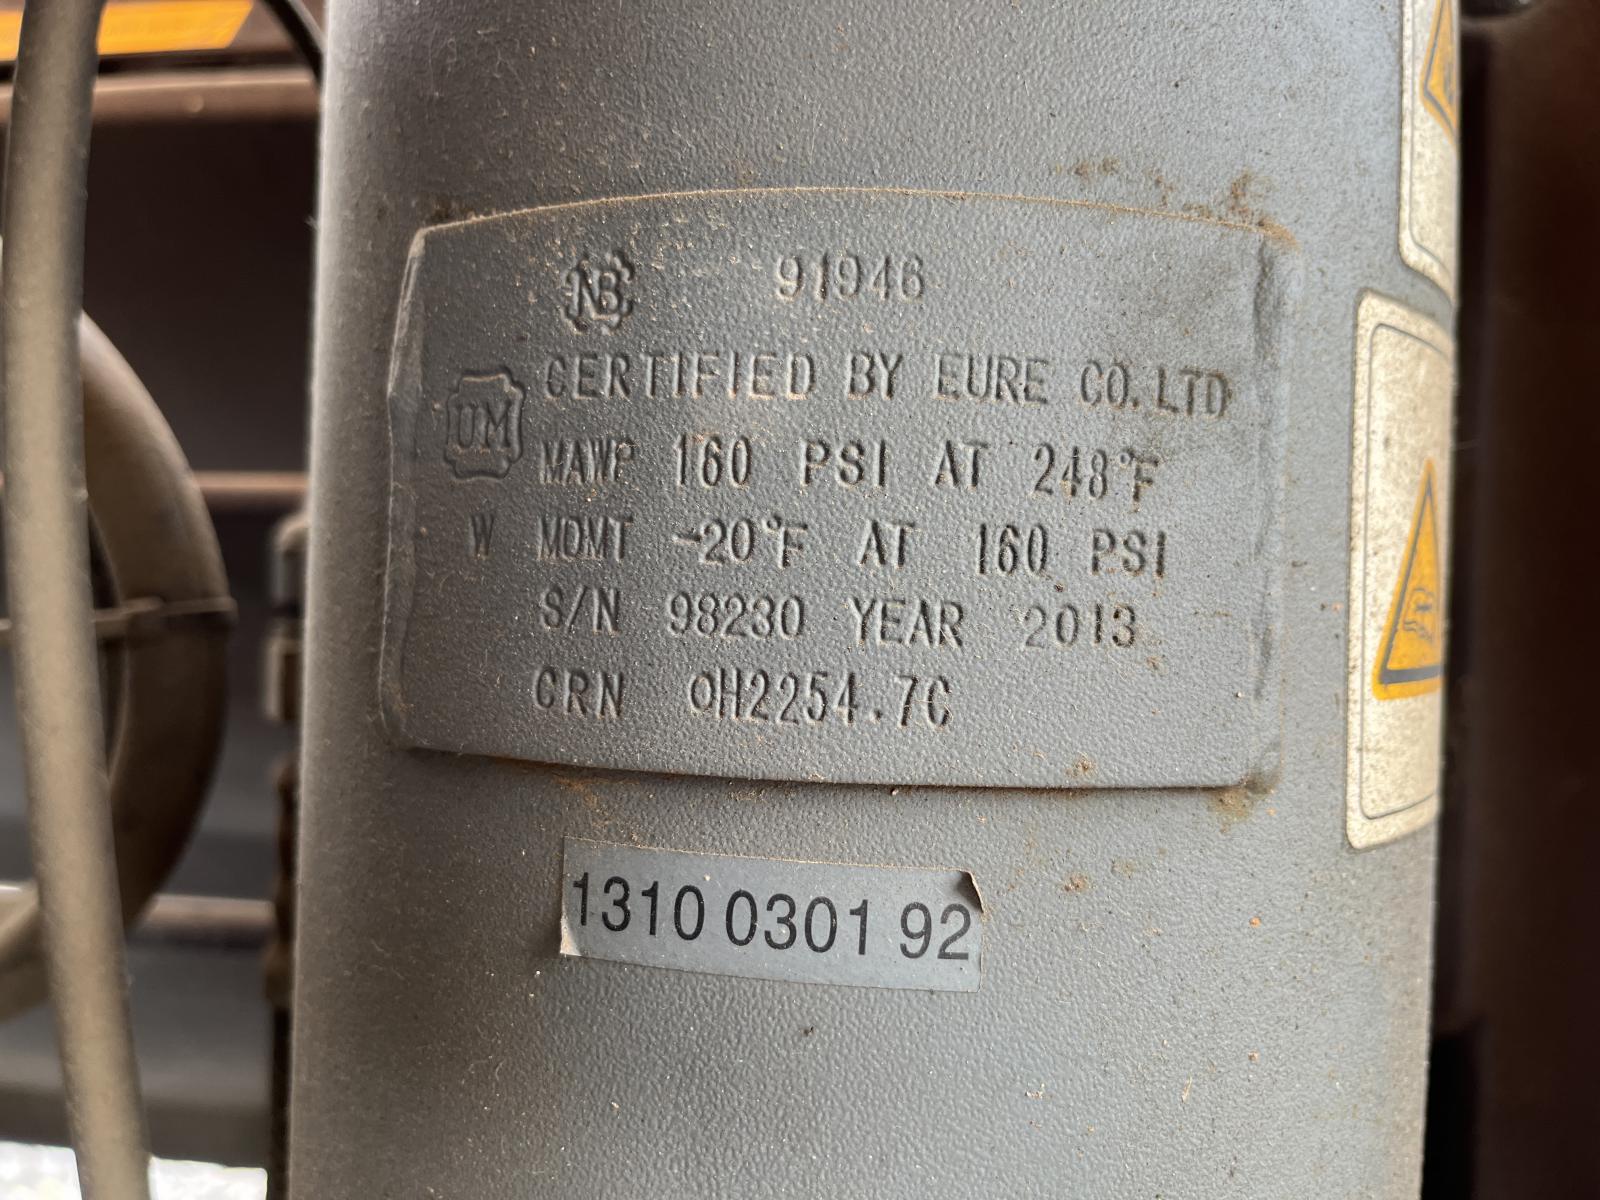 NB 91946
UM
CERTIFIED BY EURE CO. LTD
MAWP 160 PSI AT 248°F
W MDMT -20°F AT 160 PSI
S/N 98230 YEAR 2013
CRN OH2254.7C
1310 0301 92